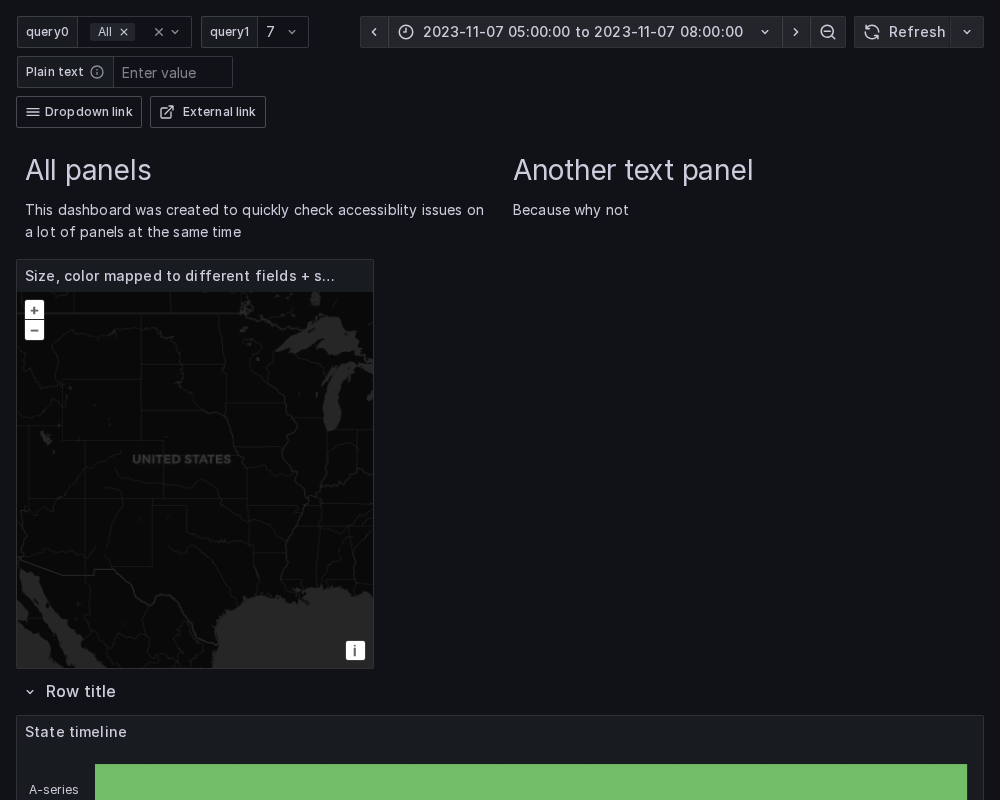 query0 All query1 7 2023-11-07 05:00:00 to 2023-11-07 08:00:00 Refresh
Plain text Enter value
Dropdown link External link
All panels
This dashboard was created to quickly check accessiblity issues on
a lot of panels at the same time
Another text panel
Because why not
Size, color mapped to different fields + s...
+
–
UNITED STATES
i
Row title
State timeline
A-series